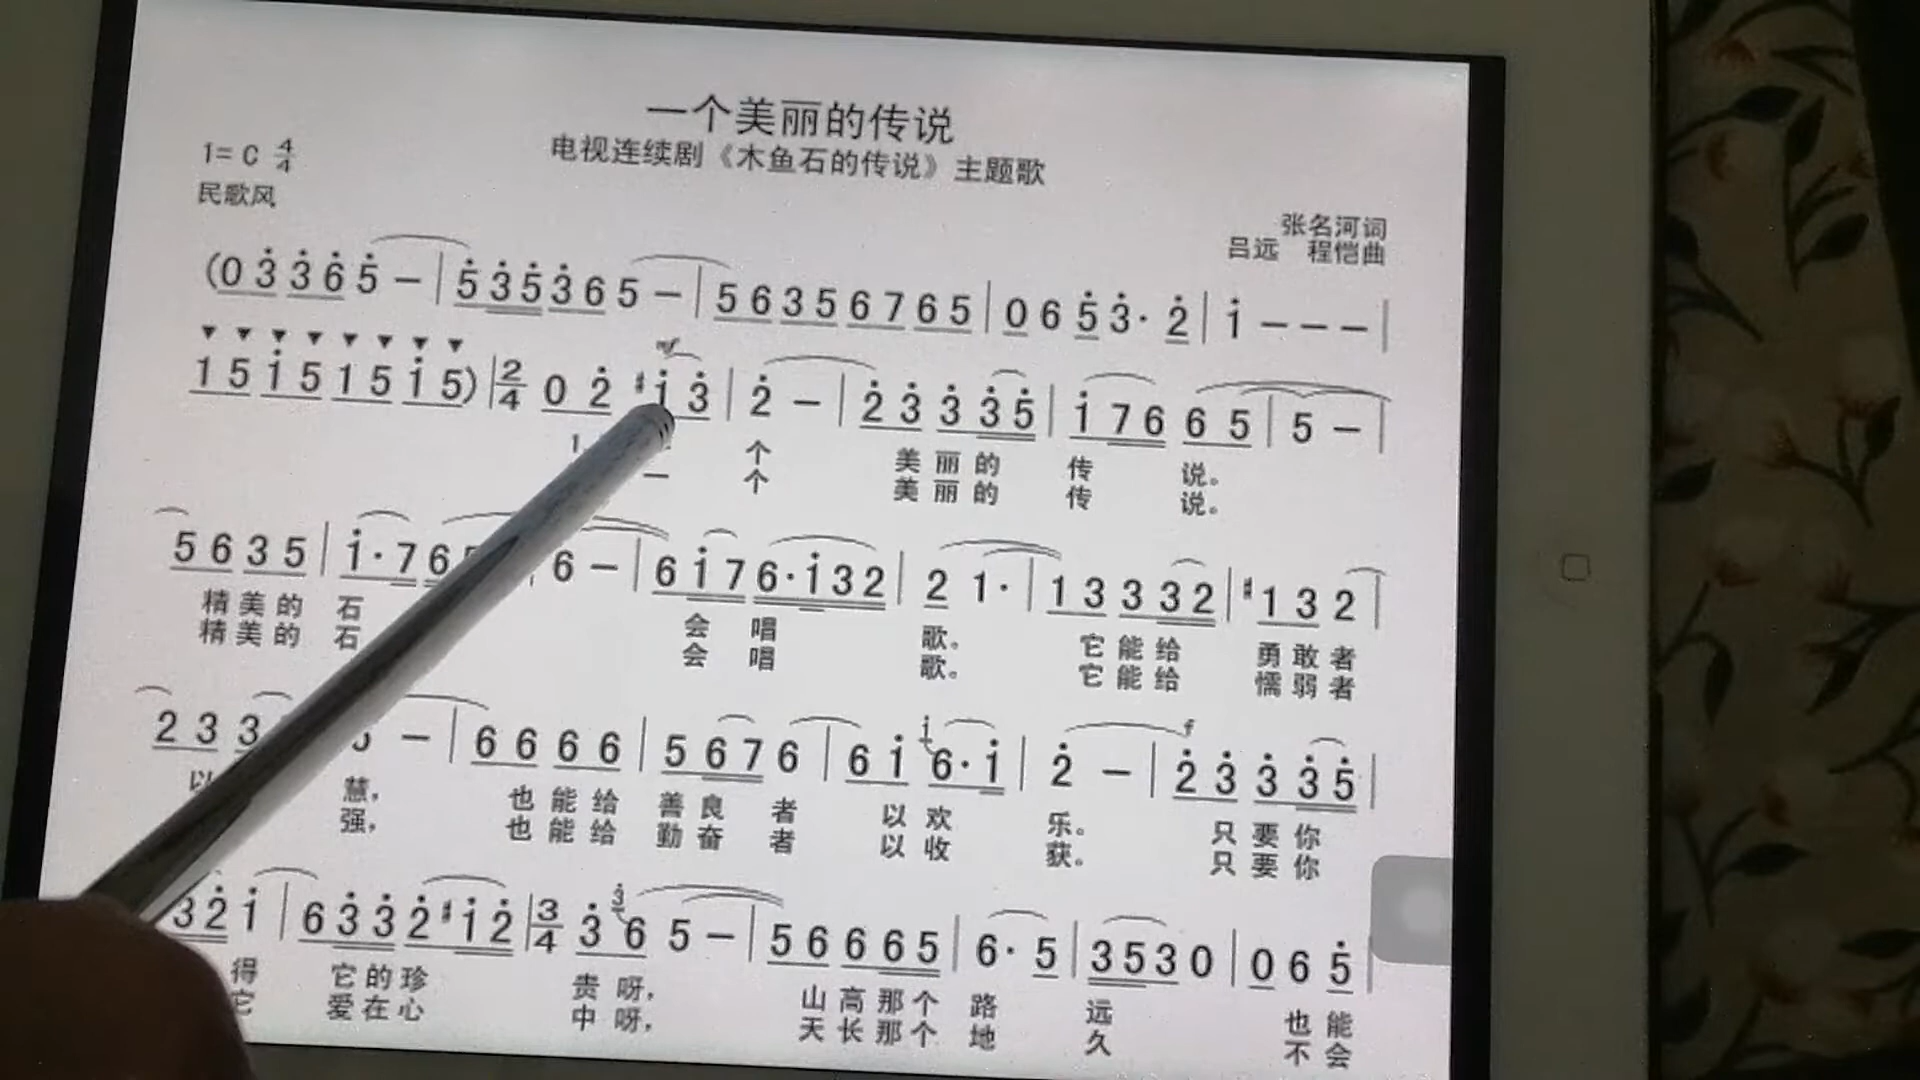 一个美丽的传说
电视连续剧《木鱼石的传说》主题歌
1= C 4/4
民歌风
张名河词
吕远 程恺曲
(0 3̇ 3̇ 6̇ 5̇ – | 5̇ 3̇ 5̇ 3̇ 6 5 – | 5 6 3 5 6 7 6 5 | 0 6 5̇ 3̇· 2̇ | 1̇ – – – |
1 5 1̇ 5 1 5 1̇ 5) | 2/4 0 2̇ #1̇ 3̇ | 2̇ – | 2̇ 3̇ 3̇ 3̇ 5̇ | 1̇ 7 6 6 5 | 5 – |
mf
个 美 丽 的 传 说。
一 个 美 丽 的 传 说。
5 6 3 5 | 1̇· 7 6 6 – | 6 1̇ 7 6· 1̇ 3 2 | 2 1· | 1 3 3 3 2 | #1 3 2 |
精 美 的 石 会 唱 歌。 它 能 给 勇 敢 者
精 美 的 石 会 唱 歌。 它 能 给 懦 弱 者
2 3 3 – | 6 6 6 6 | 5 6 7 6 | 6 1̇ 1̇ 6· 1̇ | 2̇ – | f 2̇ 3̇ 3̇ 3̇ 5̇ |
以 慧， 也 能 给 善 良 者 以 欢 乐。 只 要 你
强， 也 能 给 勤 奋 者 以 收 获。 只 要 你
3̇ 2̇ 1̇ | 6 3̇ 3̇ 2̇ #1̇ 2̇ | 3/4 3̇ 3̇ 6 5 – | 5 6 6 6 5 | 6· 5 | 3 5 3 0 | 0 6 5̇ |
得 它 的 珍 贵 呀， 山 高 那 个 路 远 也 能
它 爱 在 心 中 呀， 天 长 那 个 地 久 不 会